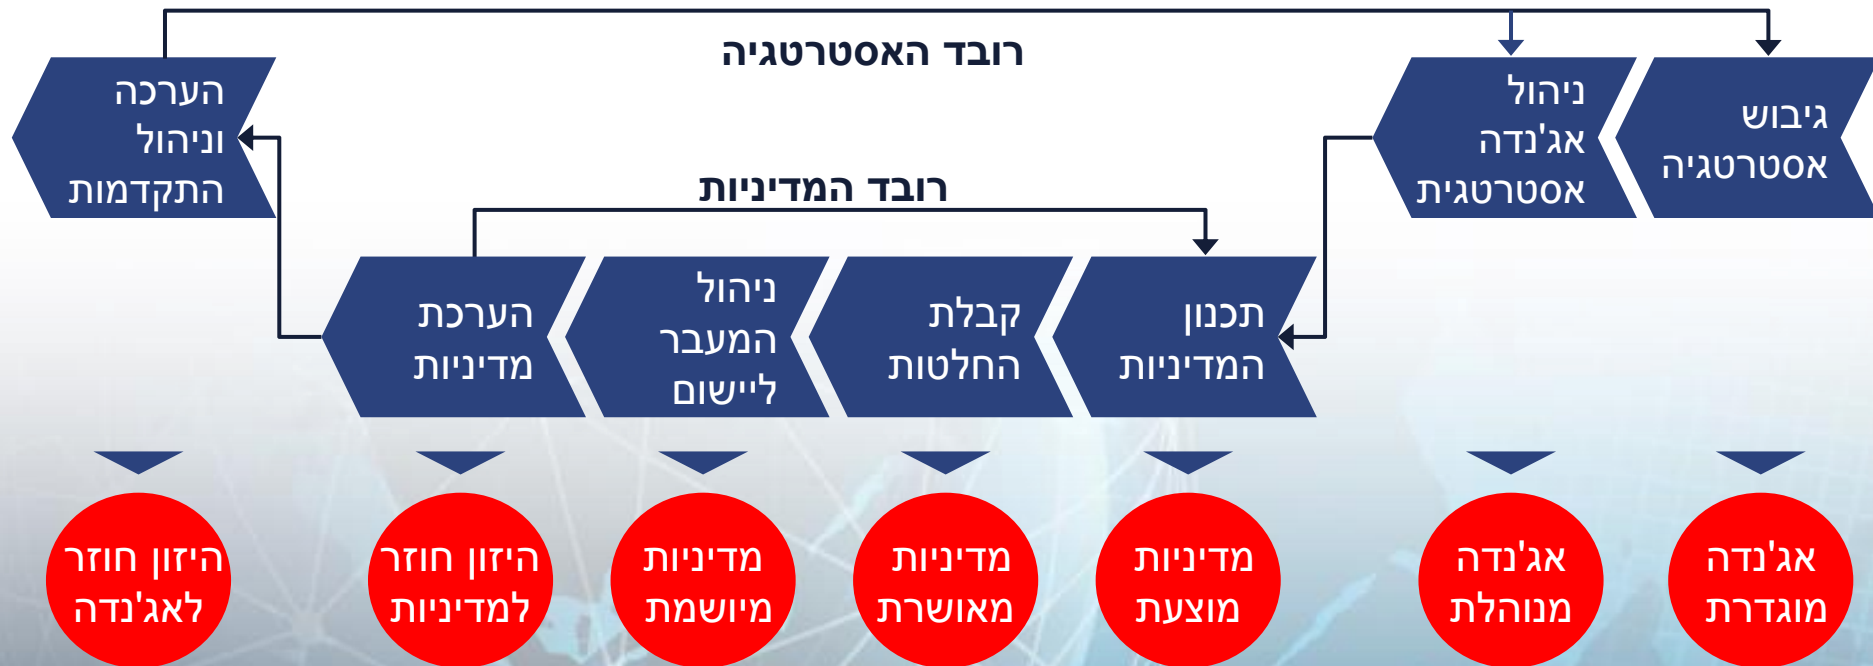 רובד האסטרטגיה
גיבוש
אסטרטגיה
ניהול
אג'נדה
אסטרטגית
הערכה
וניהול
התקדמות
רובד המדיניות
תכנון
המדיניות
קבלת
החלטות
ניהול
המעבר
ליישום
הערכת
מדיניות
אג'נדה
מוגדרת
אג'נדה
מנוהלת
מדיניות
מוצעת
מדיניות
מאושרת
מדיניות
מיושמת
היזון חוזר
למדיניות
היזון חוזר
לאג'נדה